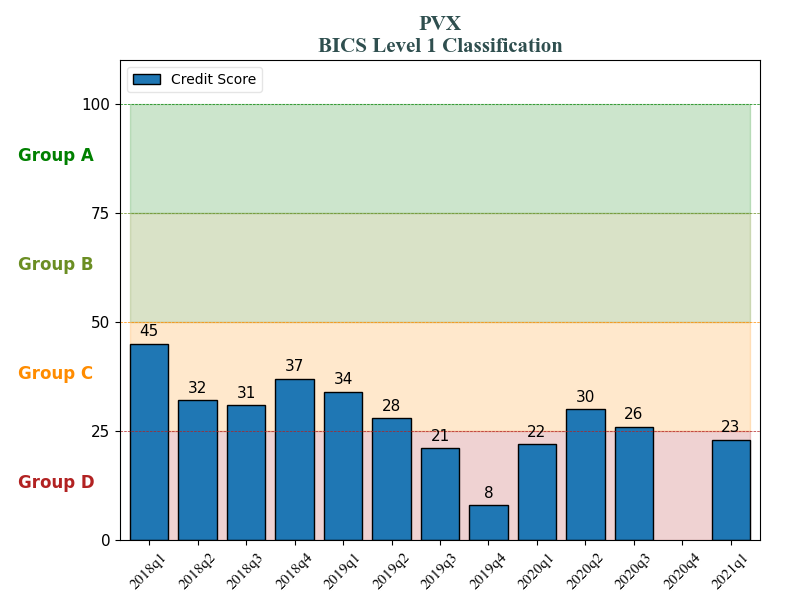 PVX
BICS Level 1 Classification
Credit Score
100
Group A
75
Group B
50
45
37
34
32
31
30
28
26
Group C
25
23
22
21
8
Group D
0
2018q1 2018q2 2018q3 2018q4 2019q1 2019q2 2019q3 2019q4 2020q1 2020q2 2020q3 2020q4 2021q1